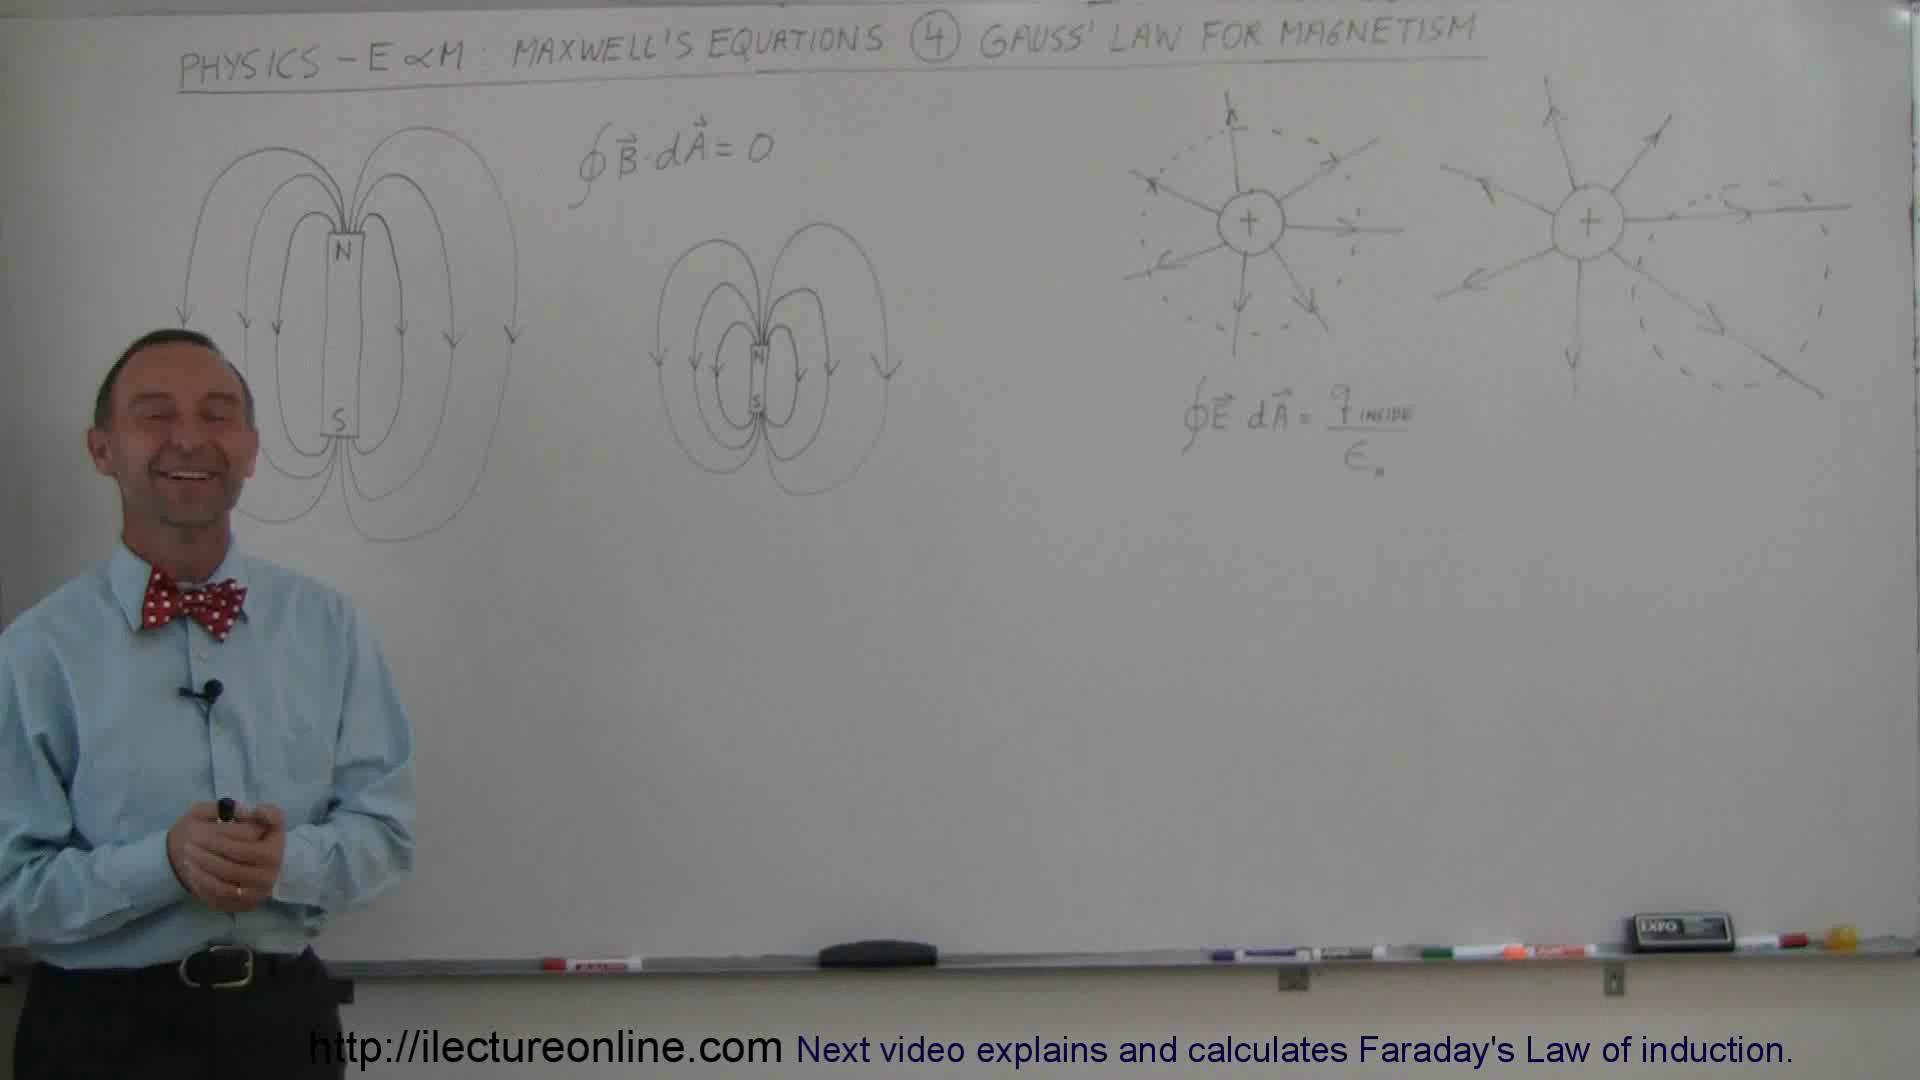 PHYSICS - E & M: MAXWELL'S EQUATIONS ④ GAUSS' LAW FOR MAGNETISM
∮B⃗·dA⃗ = 0
N
S
N
S
+
+
∮E⃗ dA⃗ = q INSIDE / ε₀
EXPO
http://ilectureonline.com Next video explains and calculates Faraday's Law of induction.